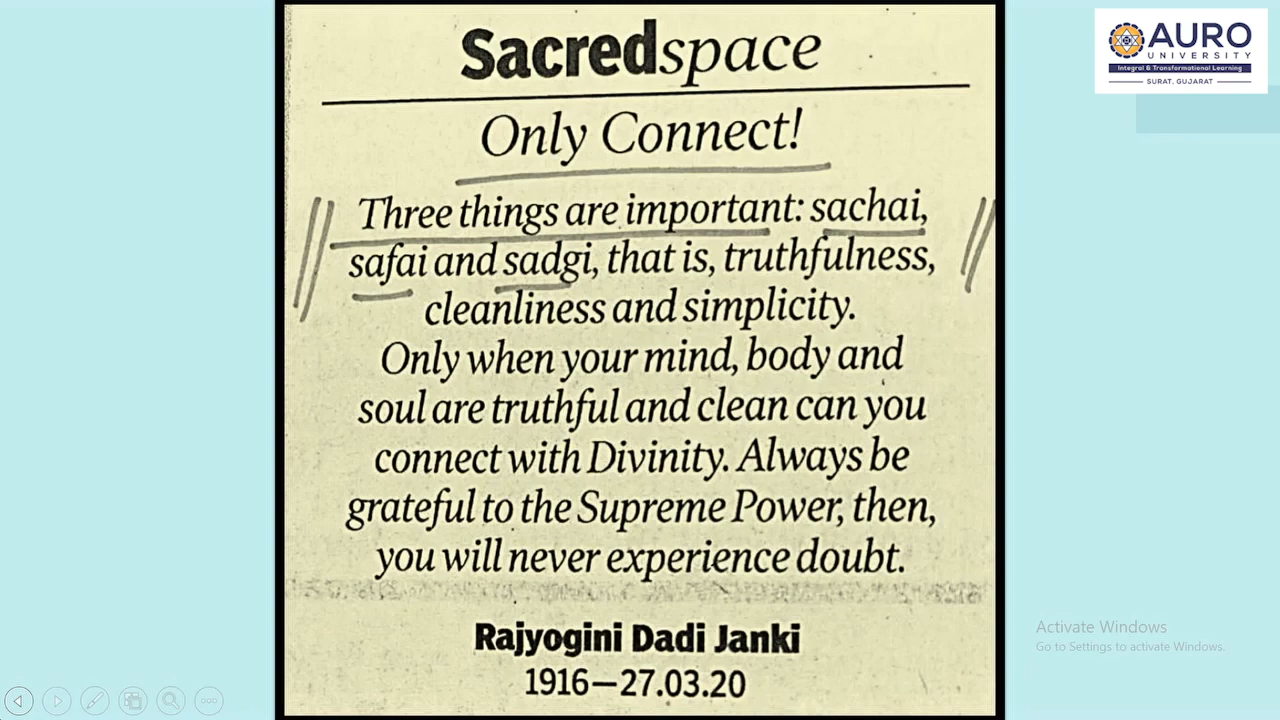 Sacredspace
Only Connect!
Three things are important: sachai,
safai and sadgi, that is, truthfulness,
cleanliness and simplicity.
Only when your mind, body and
soul are truthful and clean can you
connect with Divinity. Always be
grateful to the Supreme Power, then,
you will never experience doubt.
Rajyogini Dadi Janki
1916—27.03.20
AURO
UNIVERSITY
Integral & Transformational Learning
SURAT, GUJARAT
Activate Windows
Go to Settings to activate Windows.